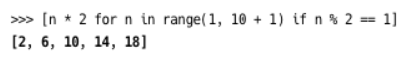 >>> [n * 2 for n in range(1, 10 + 1) if n % 2 == 1]
[2, 6, 10, 14, 18]